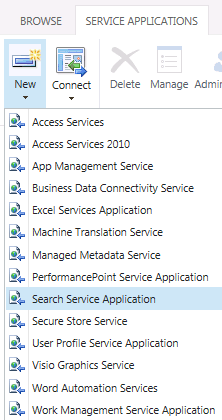 BROWSE SERVICE APPLICATIONS
New Connect Delete Manage
Access Services
Access Services 2010
App Management Service
Business Data Connectivity Service
Excel Services Application
Machine Translation Service
Managed Metadata Service
PerformancePoint Service Application
Search Service Application
Secure Store Service
User Profile Service Application
Visio Graphics Service
Word Automation Services
Work Management Service Application